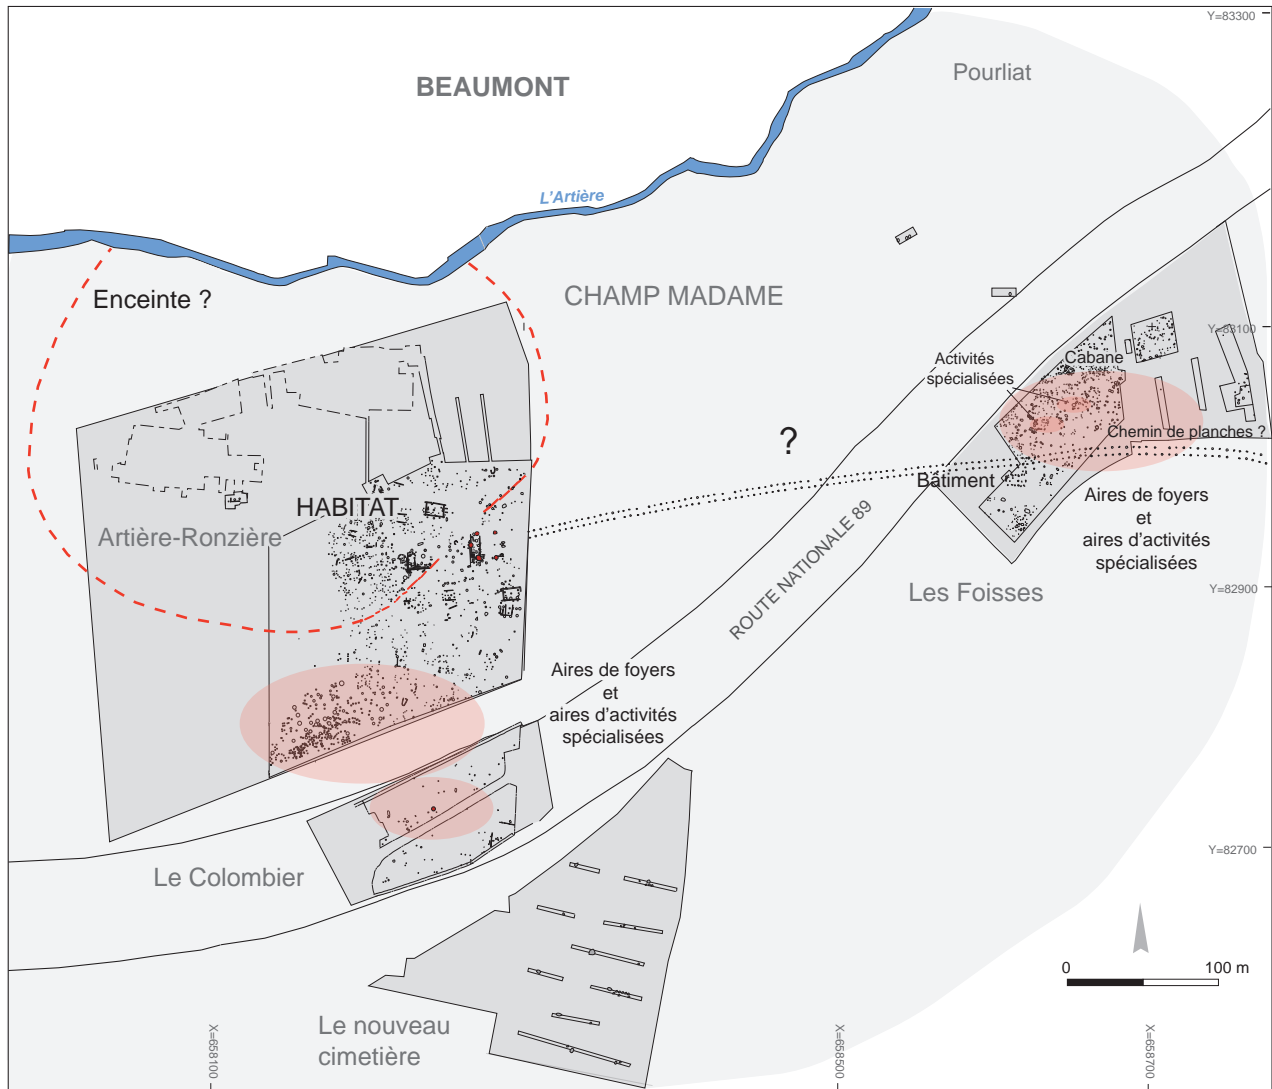 Y=83300
BEAUMONT
Pourliat
L'Artière
Enceinte ?
CHAMP MADAME
Y=83100
Activités
spécialisées
Cabane
?
Chemin de planches ?
Bâtiment
HABITAT
Artière-Ronzière
Aires de foyers
et
aires d'activités
spécialisées
ROUTE NATIONALE 89
Les Foisses
Y=82900
Aires de foyers
et
aires d'activités
spécialisées
Le Colombier
Y=82700
0 100 m
Le nouveau
cimetière
X=658100
X=658500
X=658700